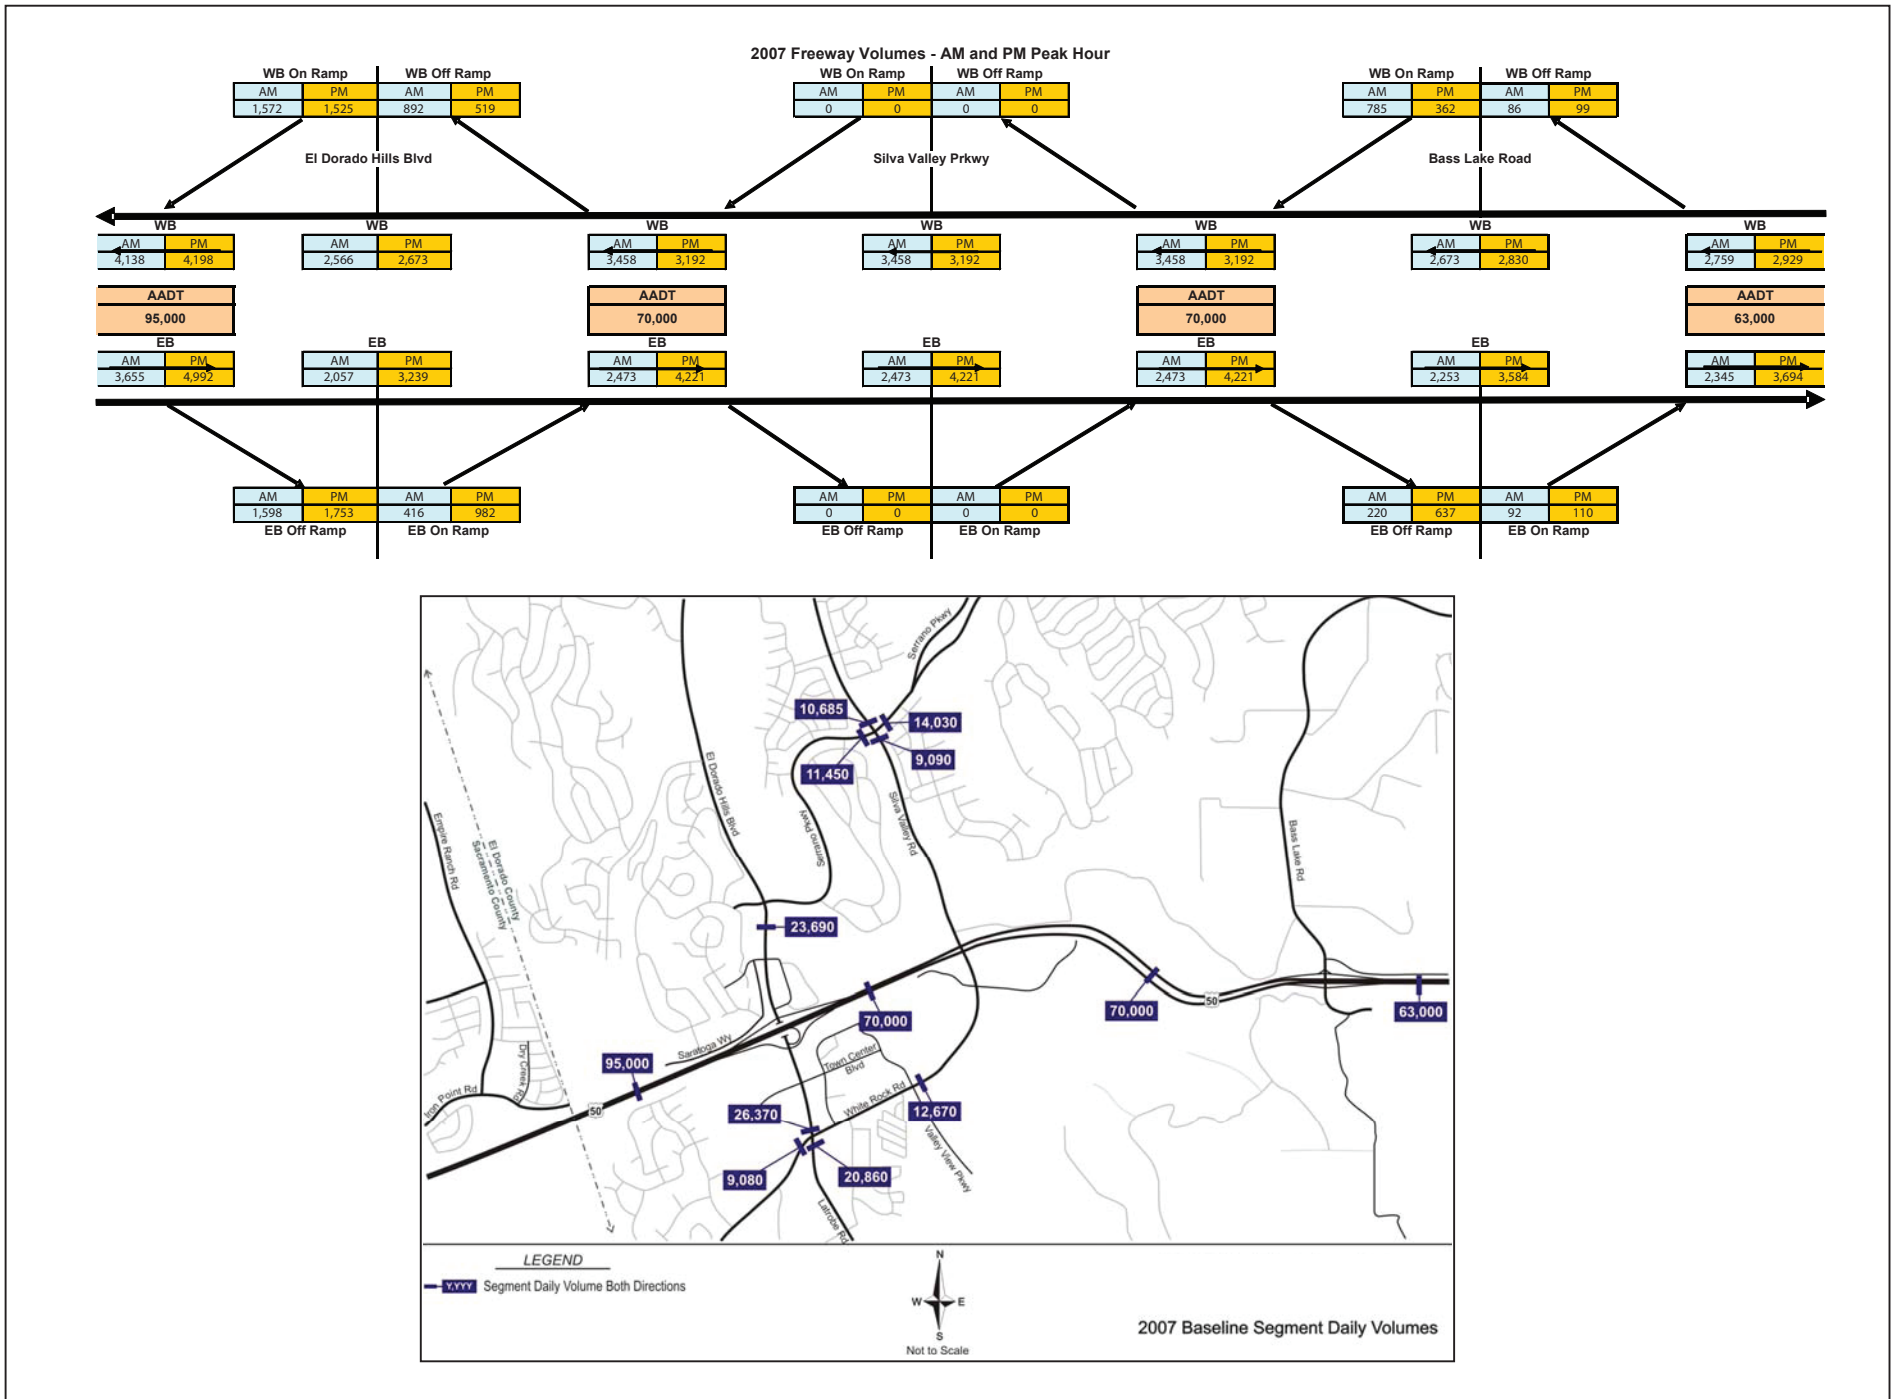 2007 Freeway Volumes - AM and PM Peak Hour
WB On Ramp WB Off Ramp WB On Ramp WB Off Ramp WB On Ramp WB Off Ramp
AM PM AM PM AM PM AM PM AM PM AM PM
1,572 1,525 892 519 0 0 0 0 785 362 86 99
El Dorado Hills Blvd Silva Valley Prkwy Bass Lake Road
WB WB WB WB WB WB WB
AM PM AM PM AM PM AM PM AM PM AM PM AM PM
4,138 4,198 2,566 2,673 3,458 3,192 3,458 3,192 3,458 3,192 2,673 2,830 2,759 2,929
AADT AADT AADT AADT
95,000 70,000 70,000 63,000
EB EB EB EB EB EB
AM PM AM PM AM PM AM PM AM PM AM PM AM PM
3,655 4,992 2,057 3,239 2,473 4,221 2,473 4,221 2,473 4,221 2,253 3,584 2,345 3,694
AM PM AM PM AM PM AM PM AM PM AM PM
1,598 1,753 416 982 0 0 0 0 220 637 92 110
EB Off Ramp EB On Ramp EB Off Ramp EB On Ramp EB Off Ramp EB On Ramp
Serrano Pkwy
10,685
14,030
9,090
11,450
El Dorado Hills Blvd
Serrano Pkwy
Silva Valley Rd
Bass Lake Rd
Empire Ranch Rd
El Dorado County
Sacramento County
23,690
70,000
70,000
50
63,000
Saratoga Wy
95,000
Town Center
Blvd
Dry Creek Rd
Iron Point Rd
50
White Rock Rd
26,370
12,670
Valley View Pkwy
9,080
20,860
Latrobe Rd
LEGEND
Y,YYY Segment Daily Volume Both Directions
N
W E
S
Not to Scale
2007 Baseline Segment Daily Volumes